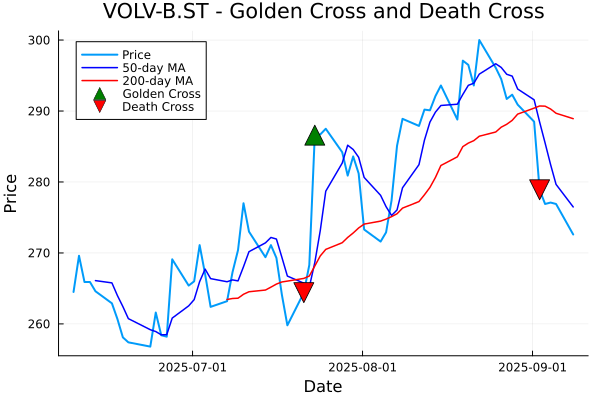 VOLV-B.ST - Golden Cross and Death Cross
300
290
280
270
260
Price
Price
50-day MA
200-day MA
Golden Cross
Death Cross
2025-07-01
2025-08-01
2025-09-01
Date